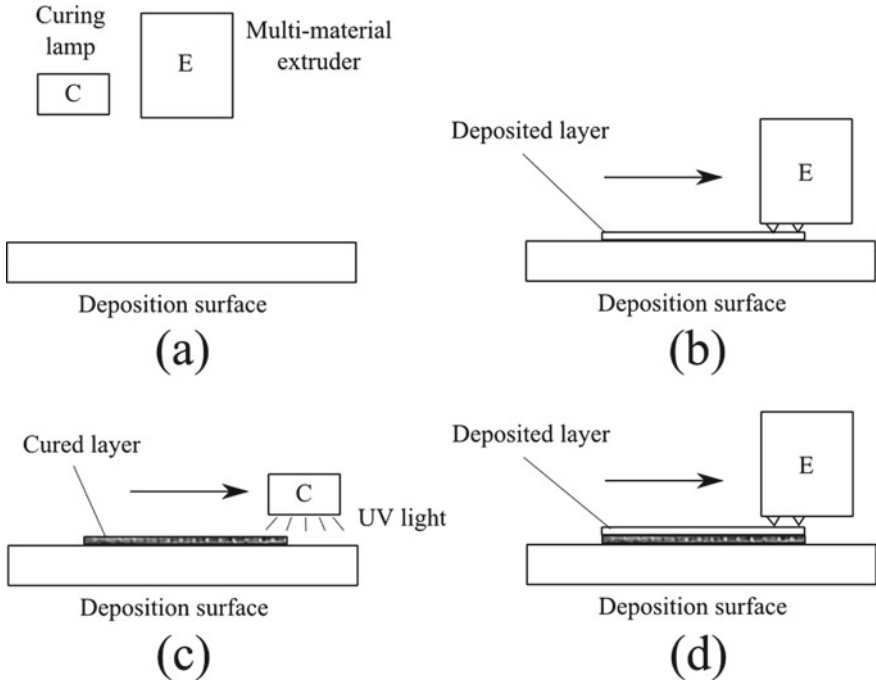 Curing
lamp
C
E
Multi-material
extruder
Deposition surface
(a)
Deposited layer
E
Deposition surface
(b)
Cured layer
C
UV light
Deposition surface
(c)
Deposited layer
E
Deposition surface
(d)